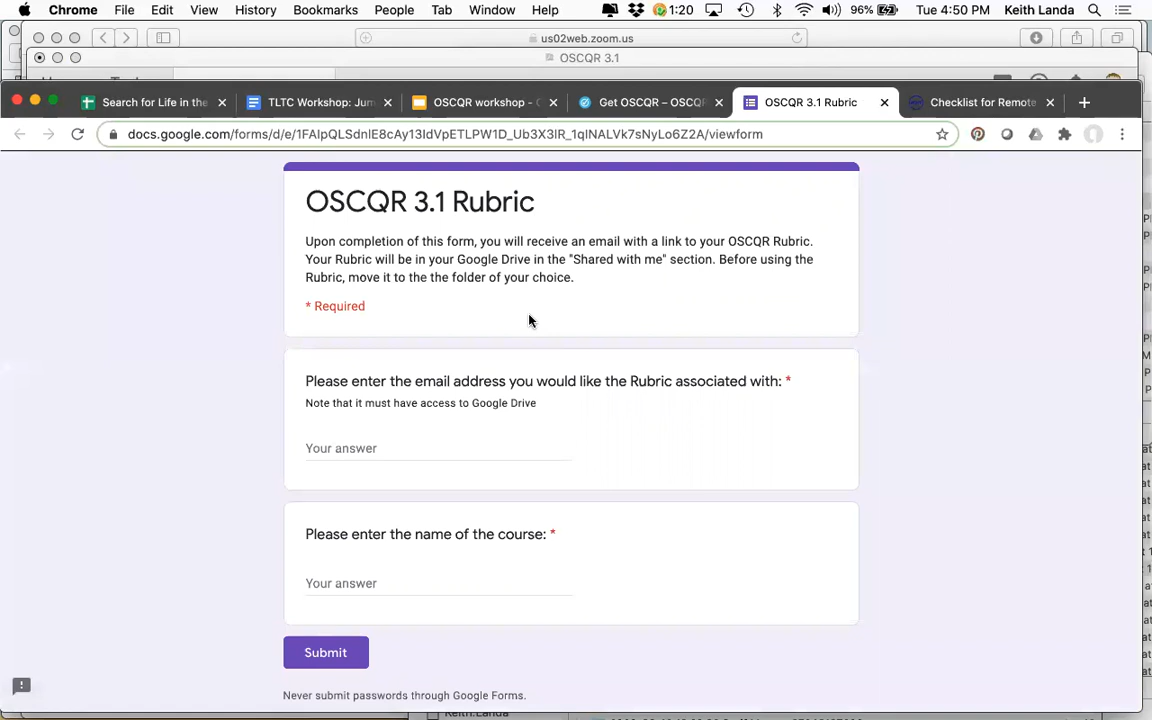 Chrome File Edit View History Bookmarks People Tab Window Help 1:20 96% Tue 4:50 PM Keith Landa
us02web.zoom.us
OSCQR 3.1
Search for Life in the TLTC Workshop: Jum OSCQR workshop - Get OSCQR – OSCQR OSCQR 3.1 Rubric Checklist for Remote
docs.google.com/forms/d/e/1FAIpQLSdnlE8cAy13IdVpETLPW1D_Ub3X3lR_1qlNALVk7sNyLo6Z2A/viewform
OSCQR 3.1 Rubric
Upon completion of this form, you will receive an email with a link to your OSCQR Rubric.
Your Rubric will be in your Google Drive in the "Shared with me" section. Before using the
Rubric, move it to the the folder of your choice.
* Required
Please enter the email address you would like the Rubric associated with: *
Note that it must have access to Google Drive
Your answer
Please enter the name of the course: *
Your answer
Submit
Never submit passwords through Google Forms.
Keith.Landa